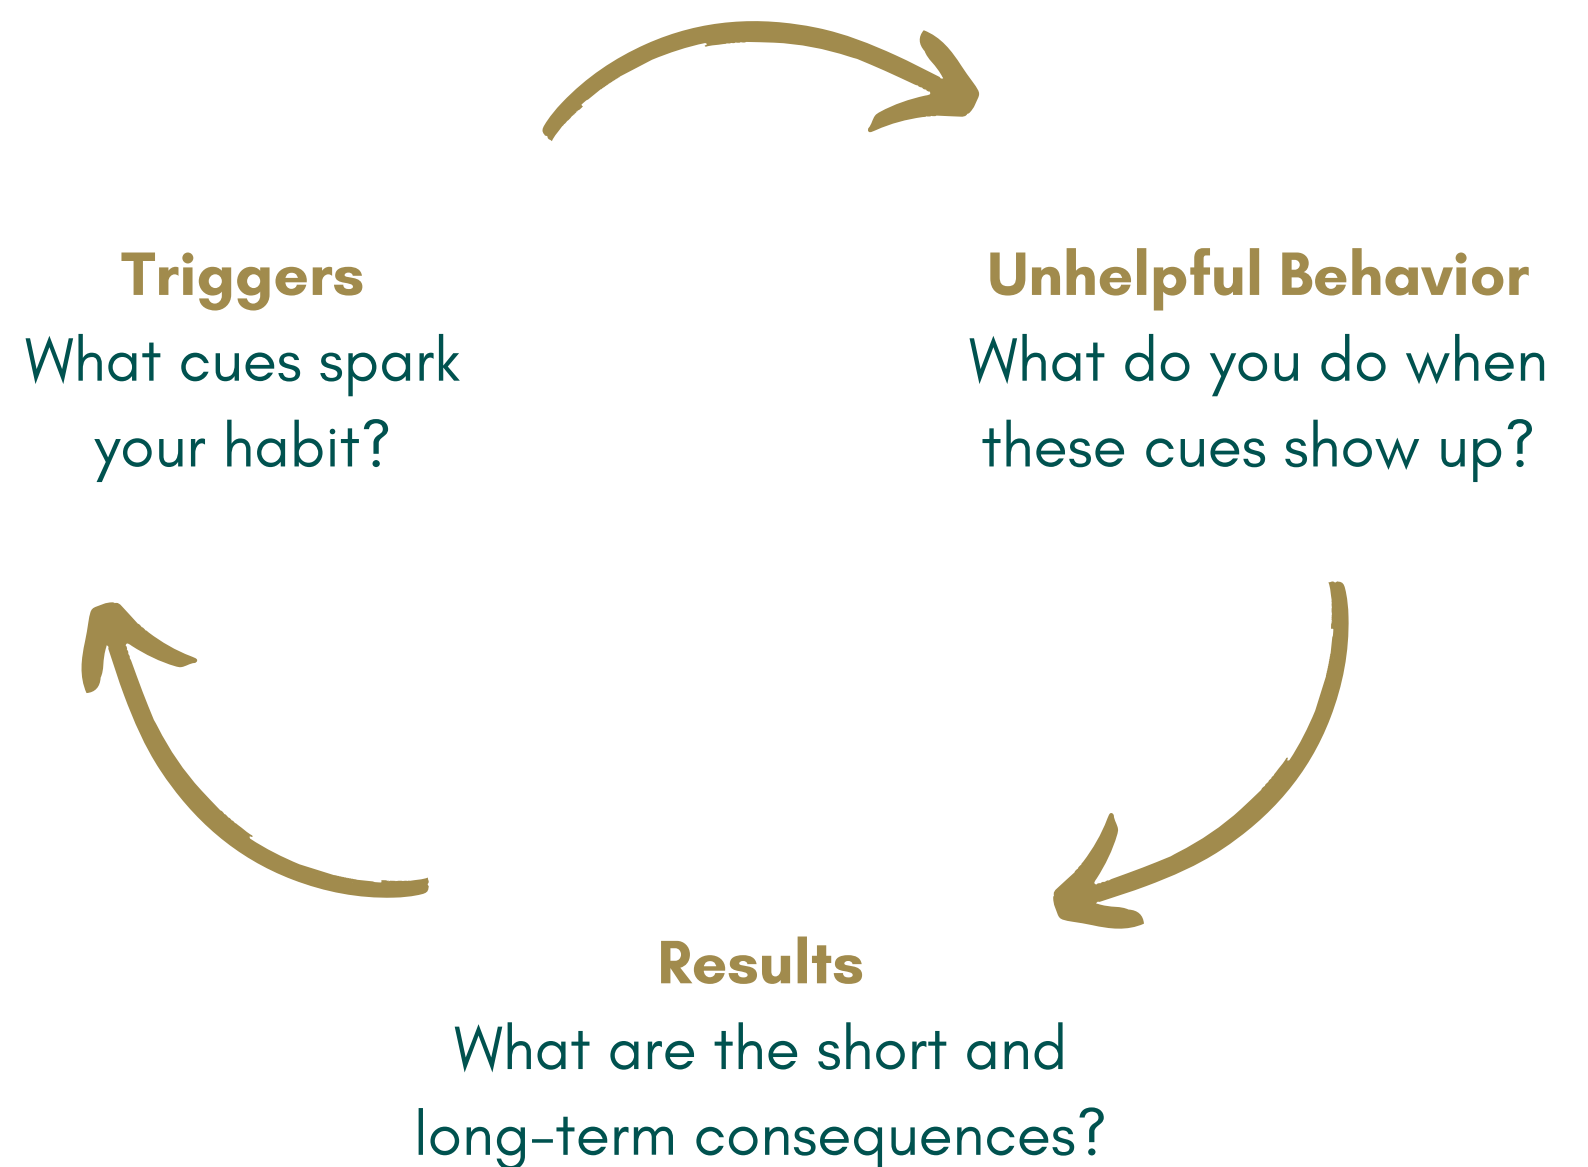 Triggers
What cues spark
your habit?
Unhelpful Behavior
What do you do when
these cues show up?
Results
What are the short and
long-term consequences?